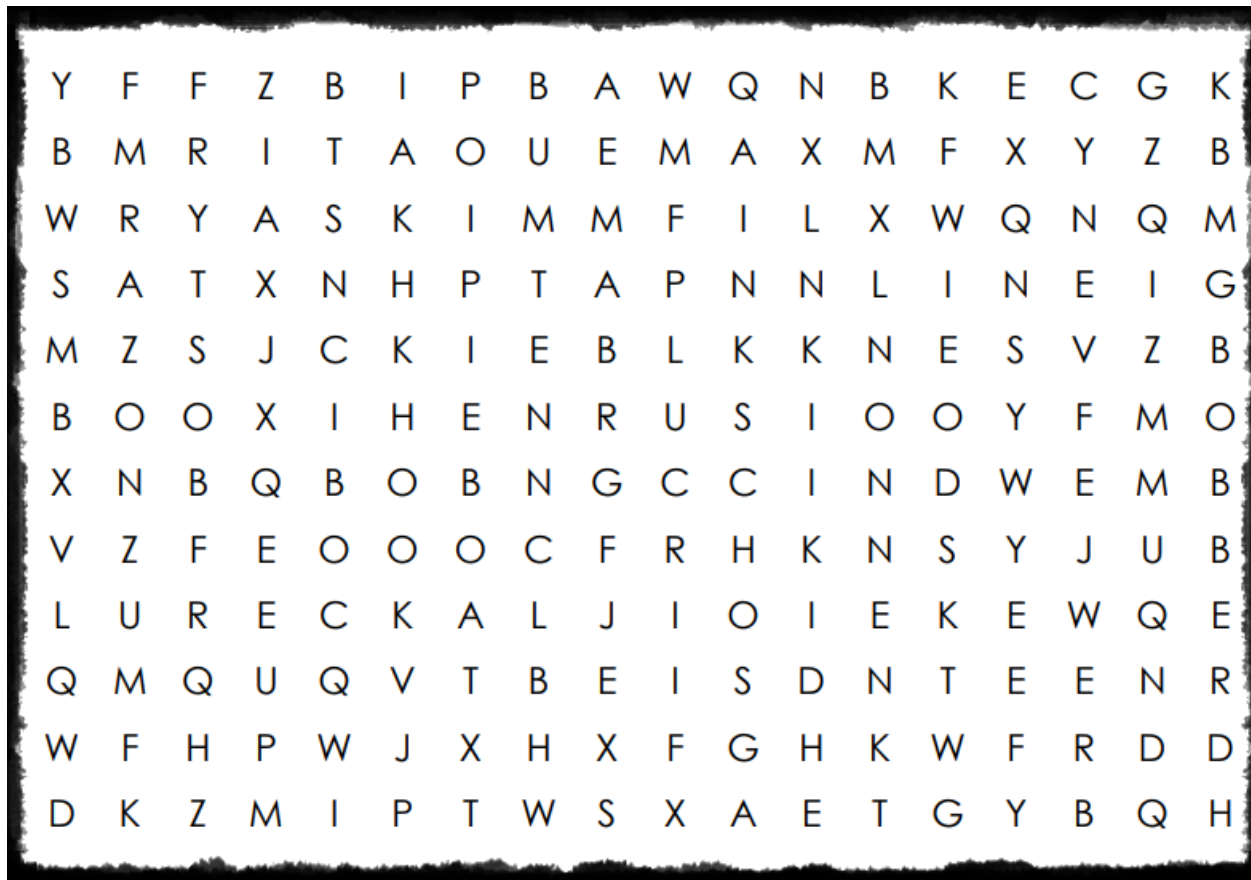 Y F F Z B I P B A W Q N B K E C G K
B M R I T A O U E M A X M F X Y Z B
W R Y A S K I M M F I L X W Q N Q M
S A T X N H P T A P N N L I N E I G
M Z S J C K I E B L K K N E S V Z B
B O O X I H E N R U S I O O Y F M O
X N B Q B O B N G C C I N D W E M B
V Z F E O O O C F R H K N S Y J U B
L U R E C K A L J I O I E K E W Q E
Q M Q U Q V T B E I S D N T E E N R
W F H P W J X H X F G H K W F R D D
D K Z M I P T W S X A E T G Y B Q H